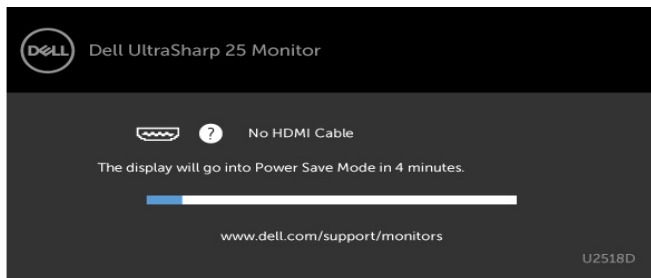 DELL Dell UltraSharp 25 Monitor
? No HDMI Cable
The display will go into Power Save Mode in 4 minutes.
www.dell.com/support/monitors
U2518D